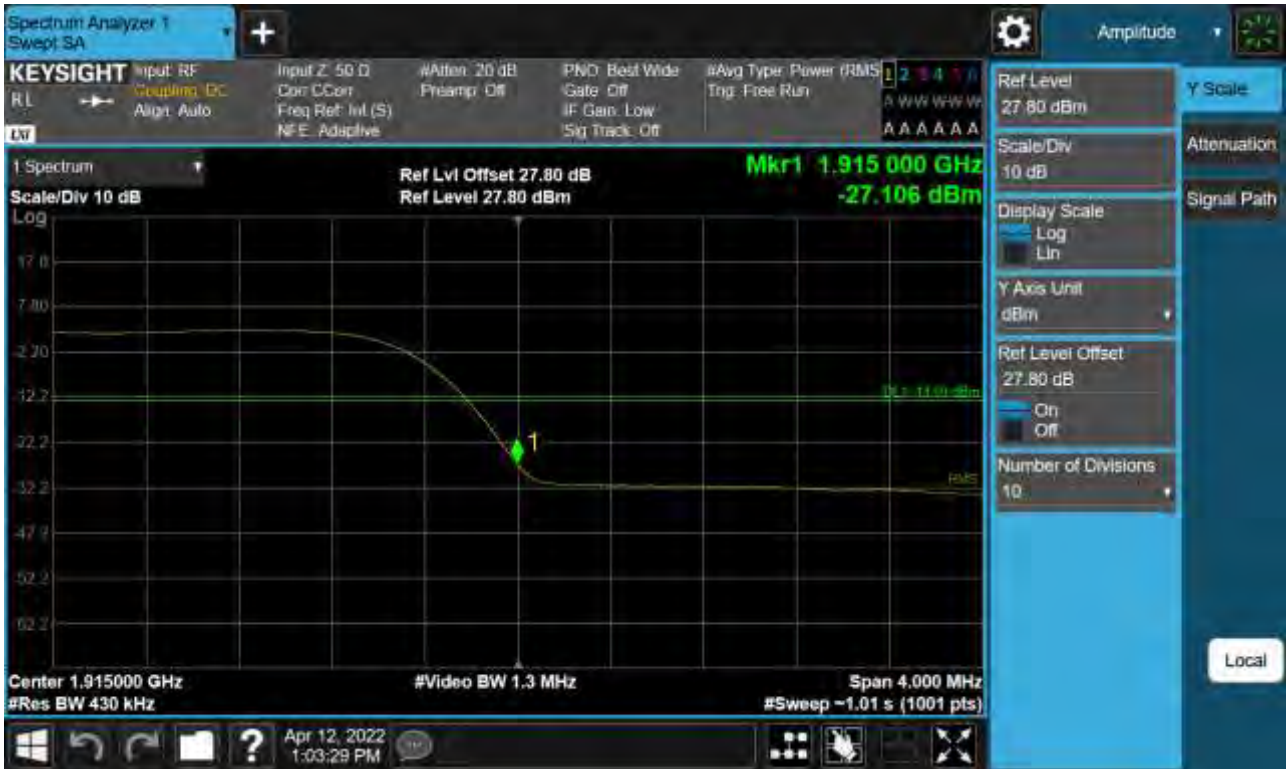 Spectrum Analyzer 1
Swept SA
+
Amplitude
KEYSIGHT
RL
Input: RF
Coupling: DC
Align: Auto
Input Z: 50 Ω
Corr CCorr
Freq Ref: Int (S)
NFE: Adaptive
#Atten: 20 dB
Preamp: Off
PNO: Best Wide
Gate: Off
IF Gain: Low
Sig Track: Off
#Avg Type: Power (RMS
Trig: Free Run
1 2 3 4 5 6
A W W W W W
A A A A A A
LXI
1 Spectrum
Scale/Div 10 dB
Ref Lvl Offset 27.80 dB
Ref Level 27.80 dBm
Mkr1 1.915 000 GHz
-27.106 dBm
Log
17.8
7.80
-2.20
-12.2
-22.2
-32.2
-42.2
-52.2
-62.2
1
RMS
Center 1.915000 GHz
#Video BW 1.3 MHz
Span 4.000 MHz
#Res BW 430 kHz
#Sweep ~1.01 s (1001 pts)
Ref Level
27.80 dBm
Scale/Div
10 dB
Display Scale
Log
Lin
Y Axis Unit
dBm
Ref Level Offset
27.80 dB
On
Off
Number of Divisions
10
Y Scale
Attenuation
Signal Path
Local
?
Apr 12, 2022
1:03:29 PM